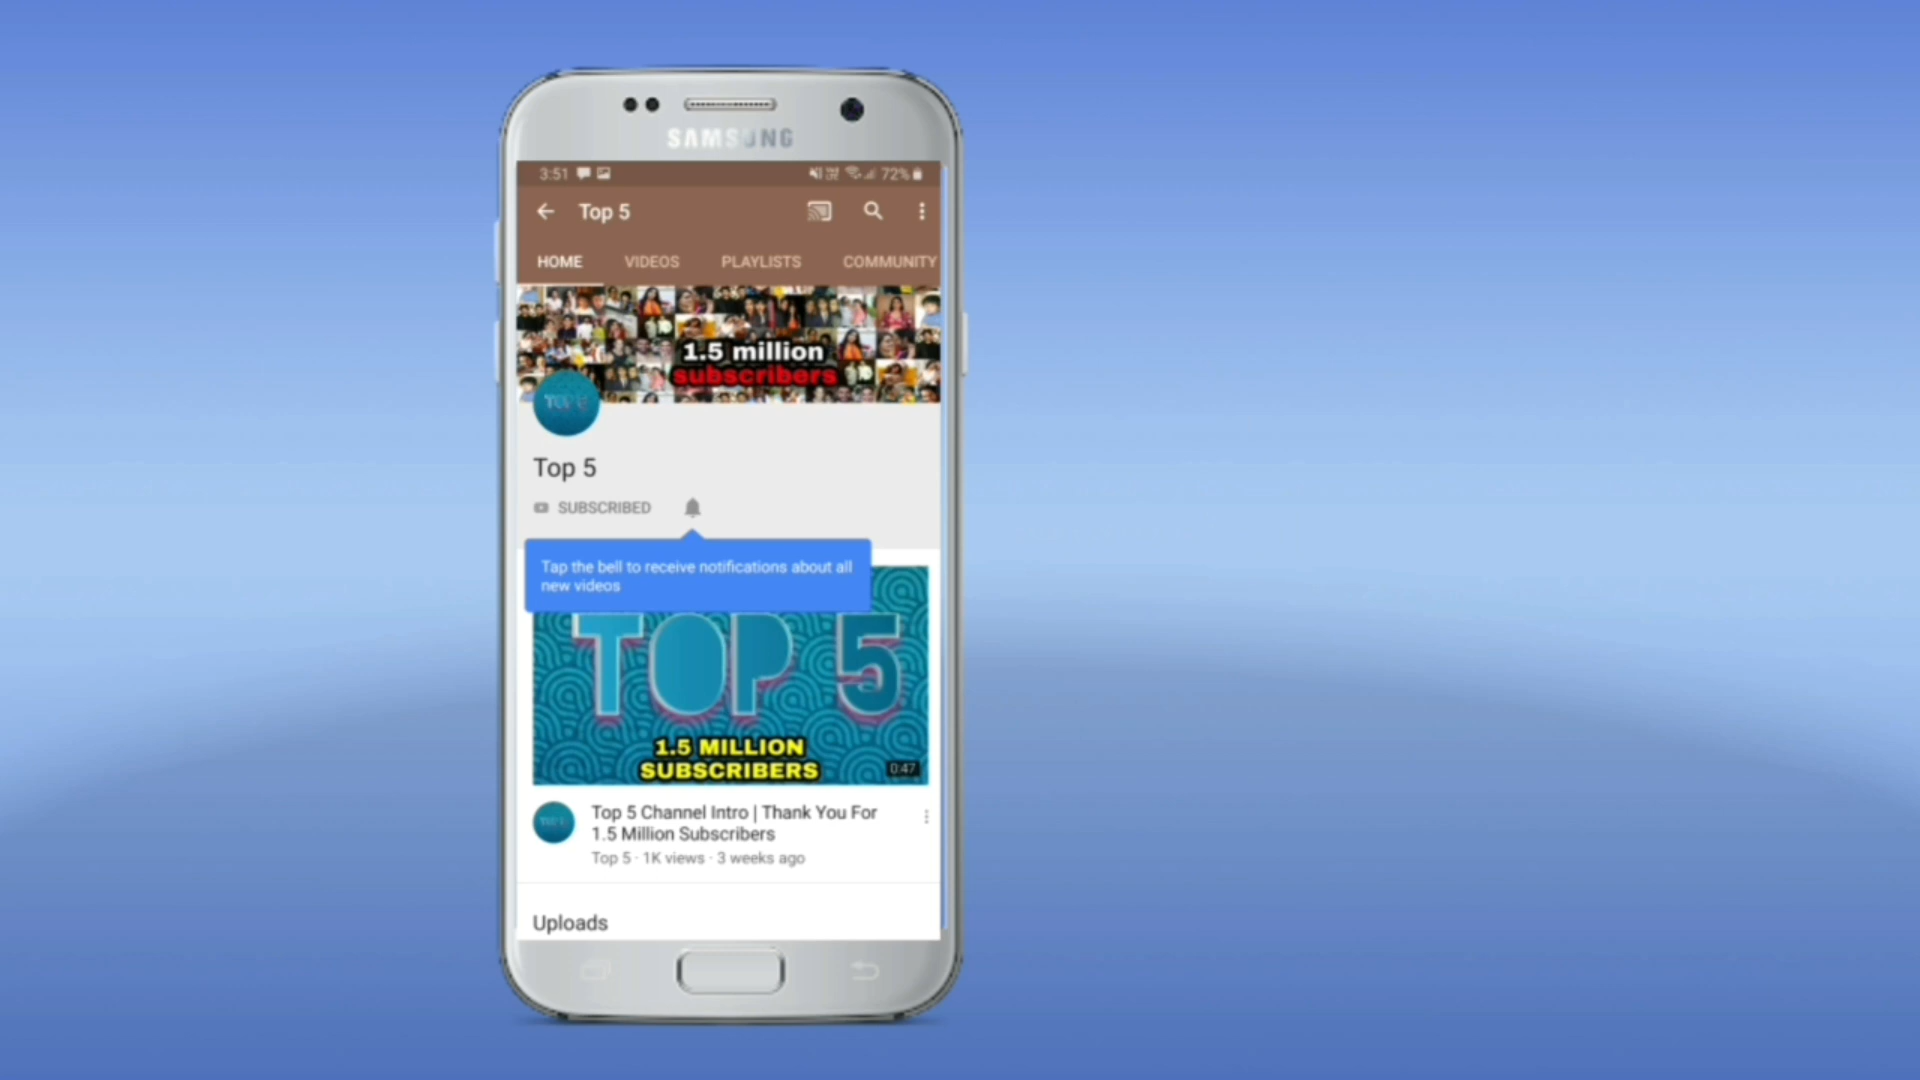 SAMSUNG
3:51 72%
Top 5
HOME VIDEOS PLAYLISTS COMMUNITY
1.5 million
subscribers
TOP 5
Top 5
SUBSCRIBED
Tap the bell to receive notifications about all
new videos
TOP 5
1.5 MILLION
SUBSCRIBERS
0:47
Top 5 Channel Intro | Thank You For
1.5 Million Subscribers
Top 5 · 1K views · 3 weeks ago
Uploads